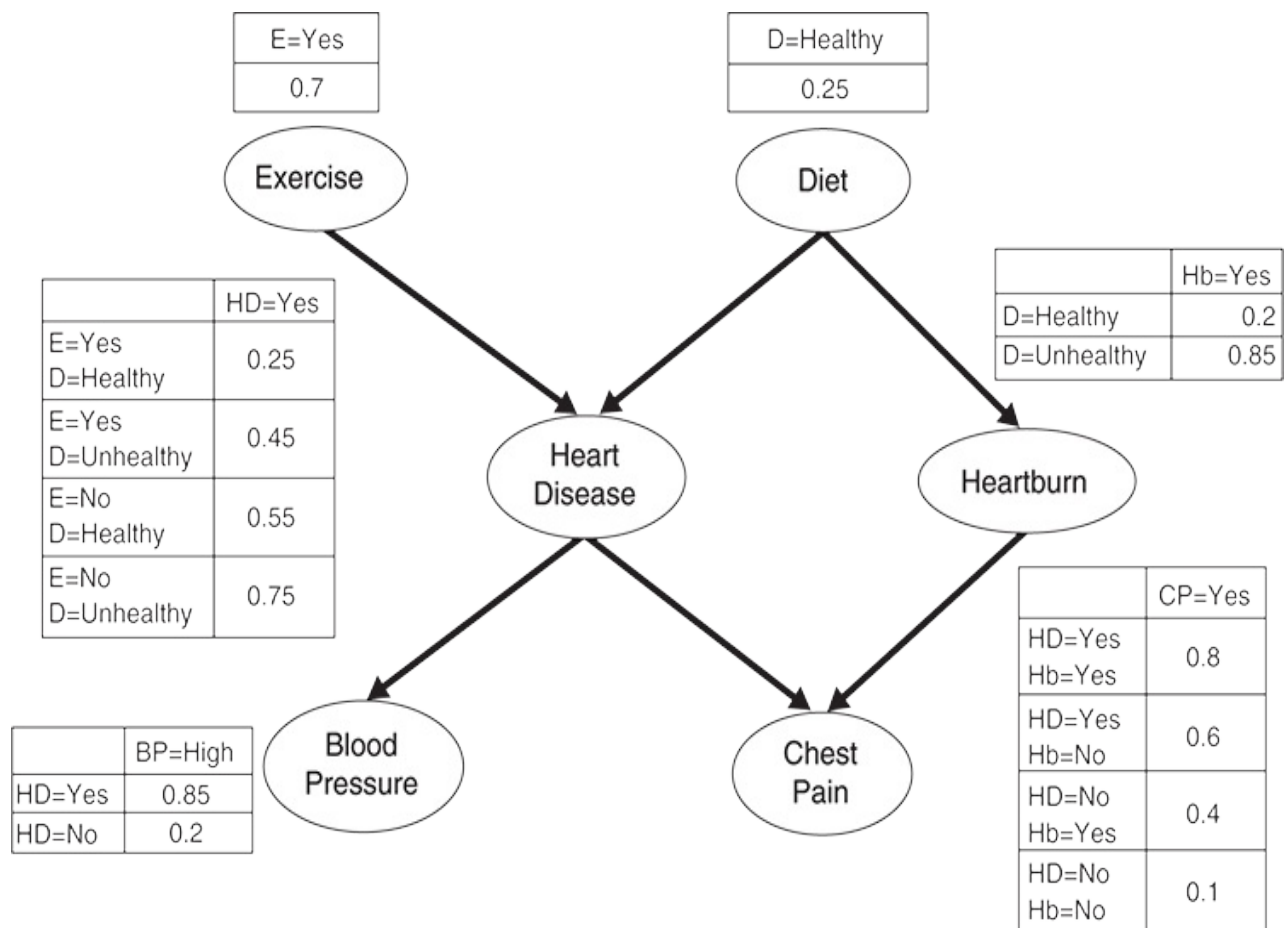 E=Yes
0.7
D=Healthy
0.25
Exercise
Diet
Hb=Yes
D=Healthy 0.2
D=Unhealthy 0.85
HD=Yes
E=Yes
D=Healthy
0.25
E=Yes
D=Unhealthy
0.45
E=No
D=Healthy
0.55
E=No
D=Unhealthy
0.75
Heart
Disease
Heartburn
CP=Yes
HD=Yes
Hb=Yes
0.8
HD=Yes
Hb=No
0.6
HD=No
Hb=Yes
0.4
HD=No
Hb=No
0.1
BP=High
HD=Yes 0.85
HD=No 0.2
Blood
Pressure
Chest
Pain